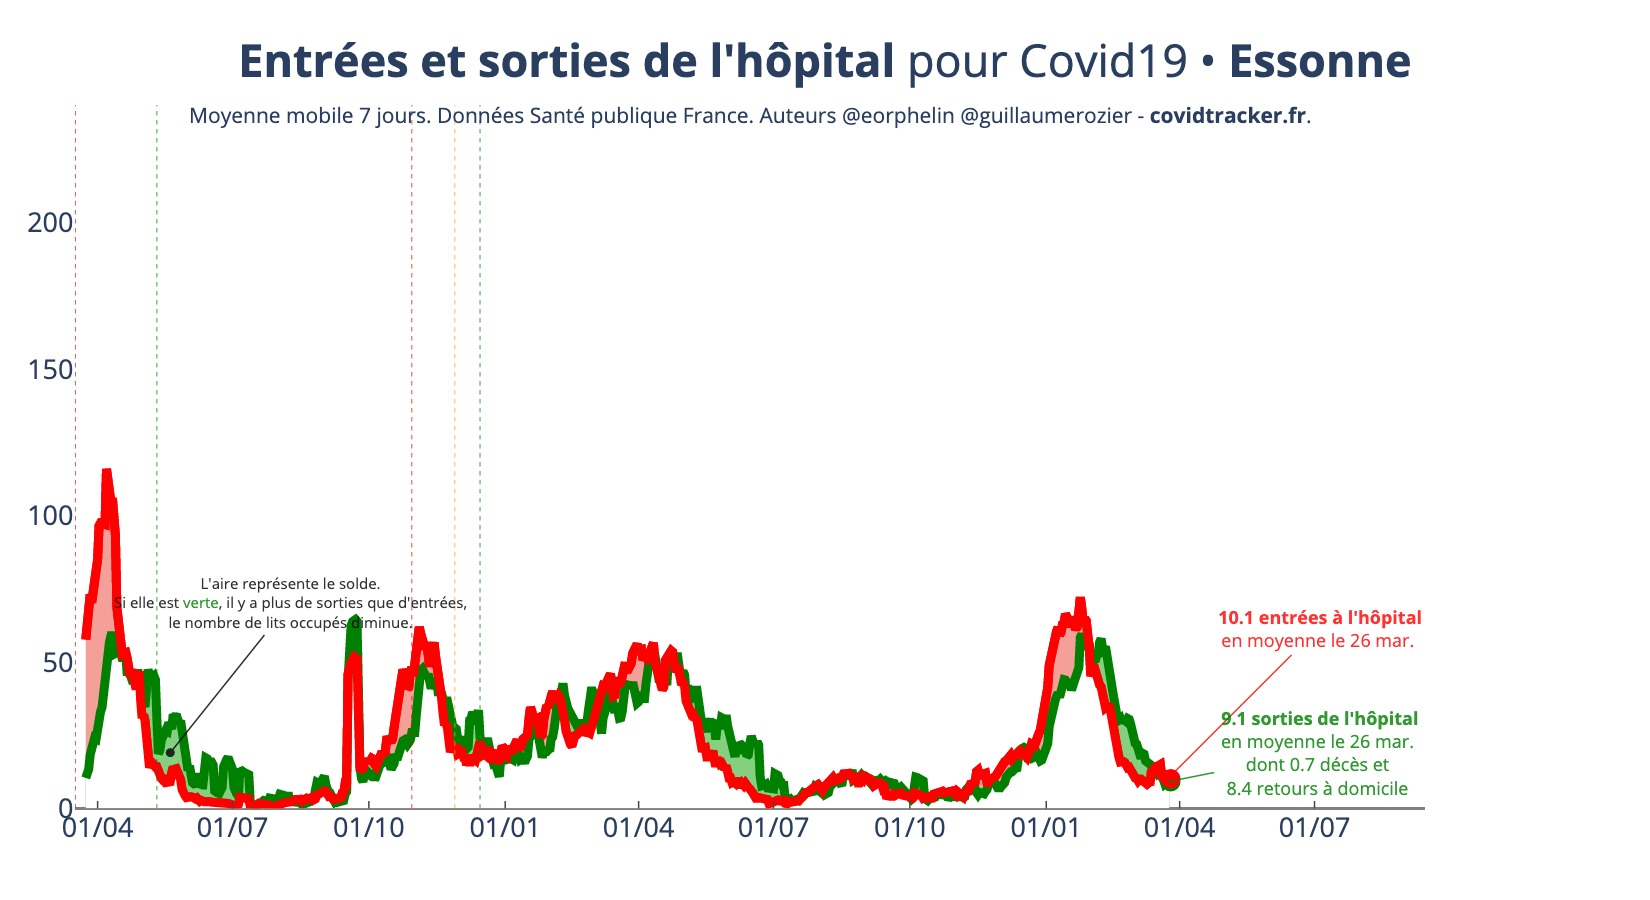 Entrées et sorties de l'hôpital pour Covid19 • Essonne
Moyenne mobile 7 jours. Données Santé publique France. Auteurs @eorphelin @guillaumerozier - covidtracker.fr.
200
150
100
50
0
L'aire représente le solde.
Si elle est verte, il y a plus de sorties que d'entrées,
le nombre de lits occupés diminue.
10.1 entrées à l'hôpital
en moyenne le 26 mar.
9.1 sorties de l'hôpital
en moyenne le 26 mar.
dont 0.7 décès et
8.4 retours à domicile
01/04 01/07 01/10 01/01 01/04 01/07 01/10 01/01 01/04 01/07